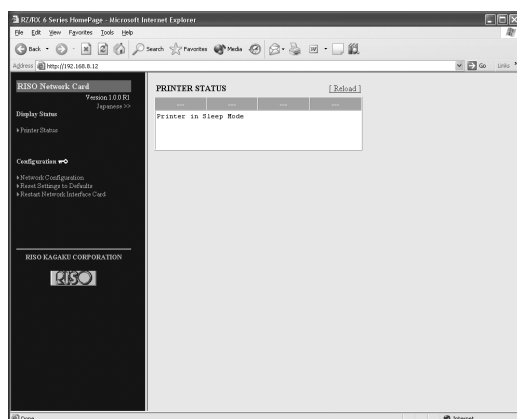 RZ/RX 6 Series HomePage - Microsoft Internet Explorer
File Edit View Favorites Tools Help
Back Search Favorites Media
Address http://192.168.8.12 Go Links »
RISO Network Card
Version 1.0.0 R1
Japanese >>
Display Status
Printer Status
Configuration
Network Configuration
Reset Settings to Defaults
Restart Network Interface Card
RISO KAGAKU CORPORATION
RISO
PRINTER STATUS [ Reload ]
--- --- --- ---
Printer in Sleep Mode
Done Internet